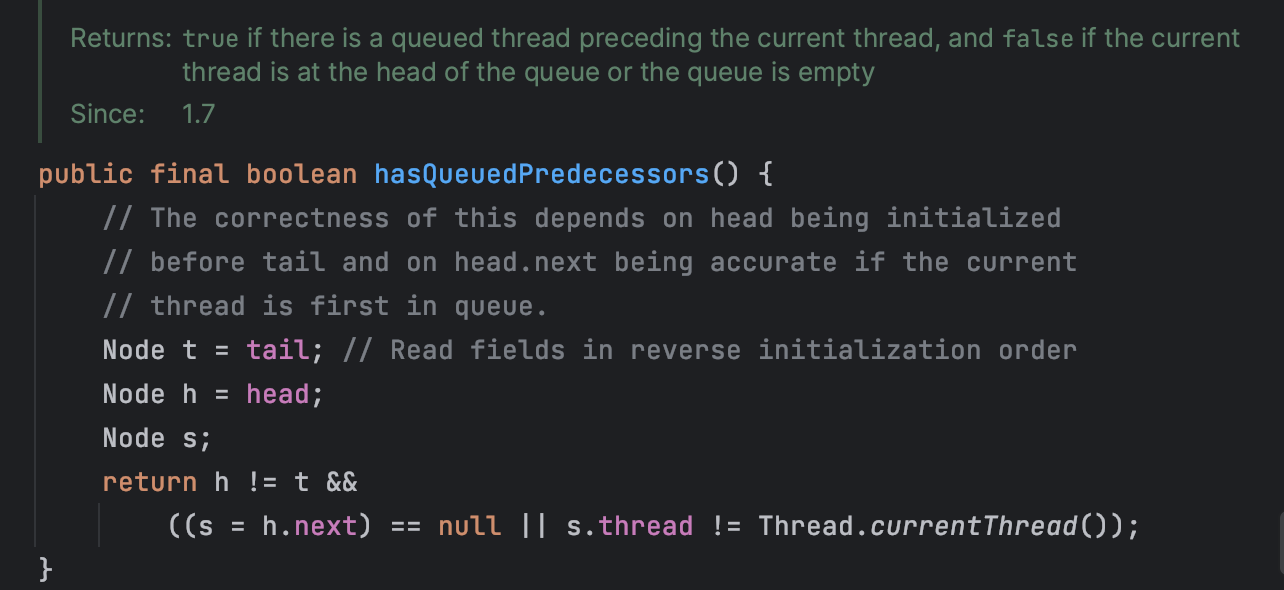 Returns: true if there is a queued thread preceding the current thread, and false if the current
thread is at the head of the queue or the queue is empty
Since: 1.7
public final boolean hasQueuedPredecessors() {
// The correctness of this depends on head being initialized
// before tail and on head.next being accurate if the current
// thread is first in queue.
Node t = tail; // Read fields in reverse initialization order
Node h = head;
Node s;
return h != t &&
((s = h.next) == null || s.thread != Thread.currentThread());
}